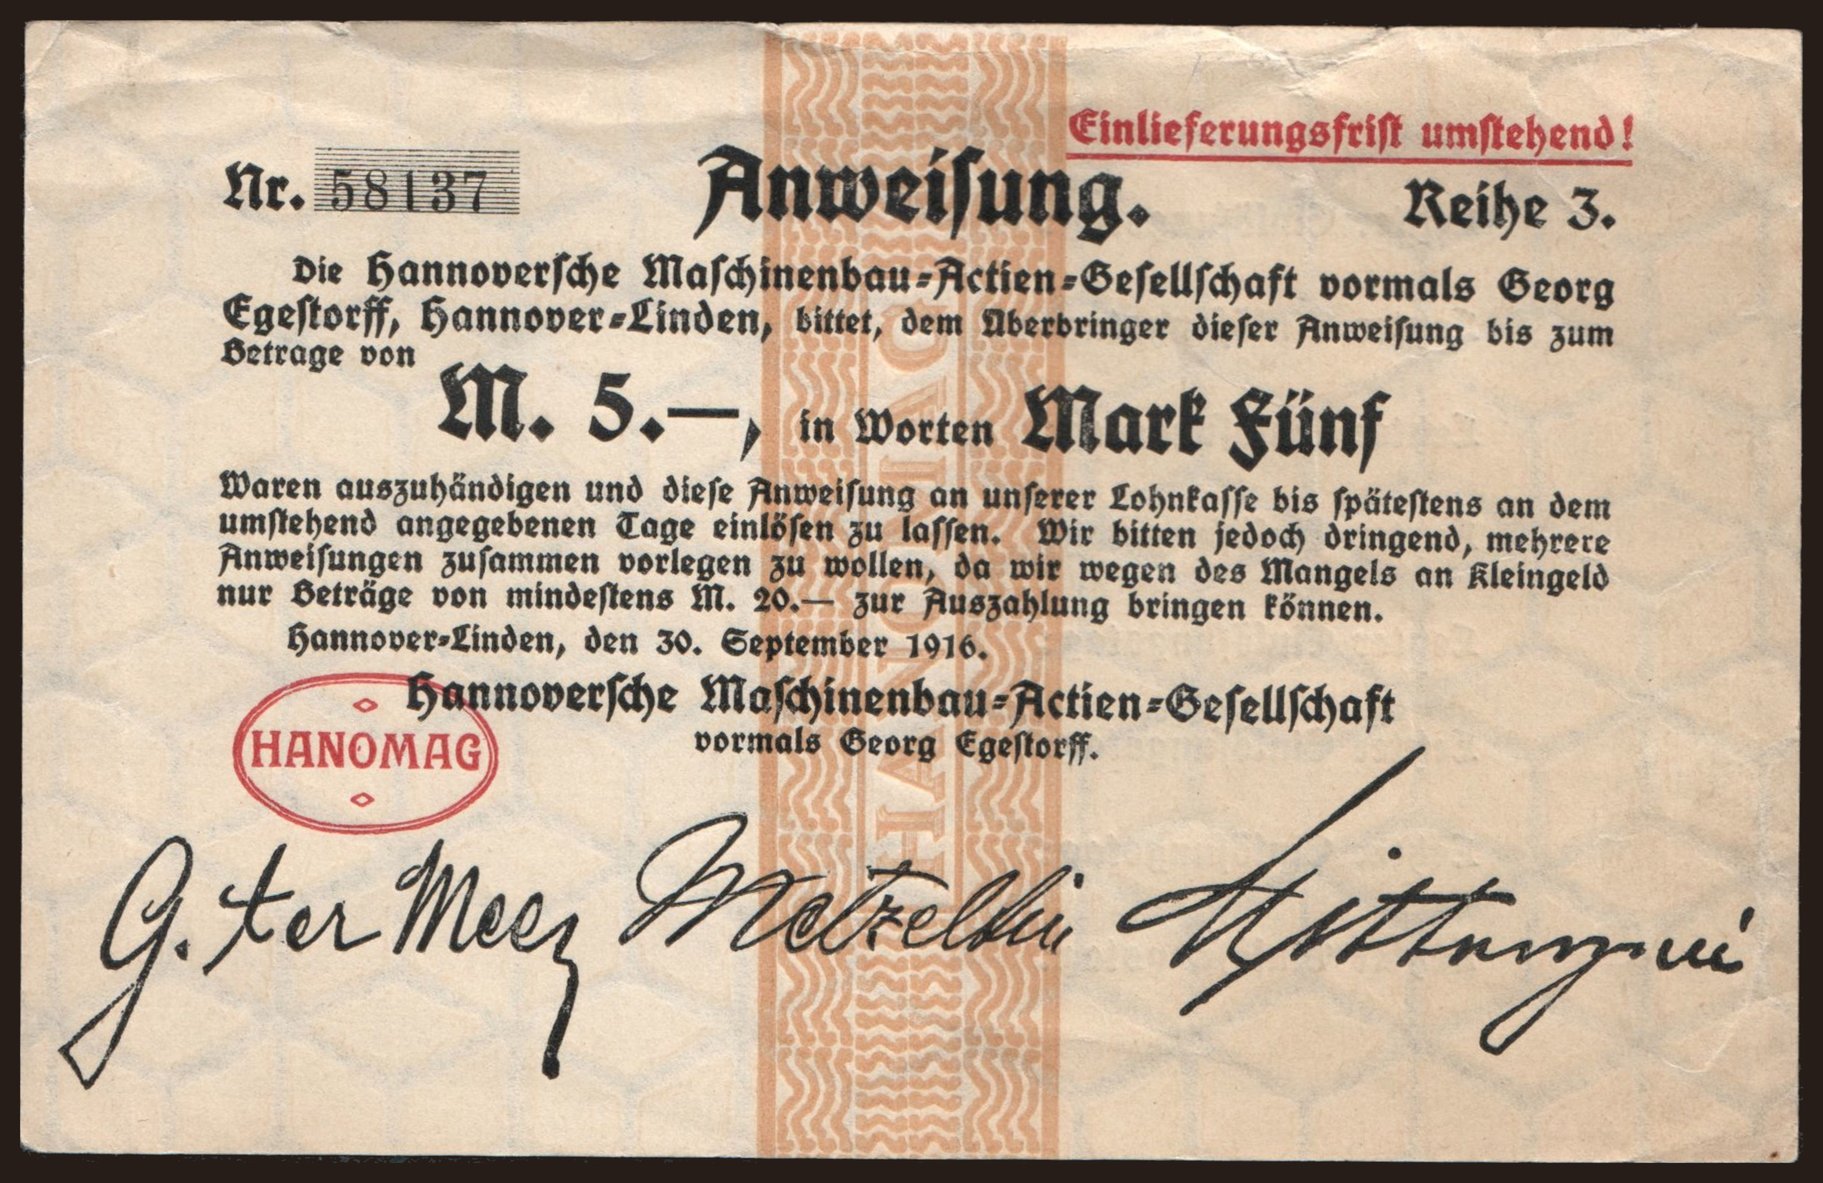 Einlieferungsfrist umstehend!
Nr. 58137
Anweisung.
Reihe 3.
Die Hannoversche Maschinenbau-Actien-Gesellschaft vormals Georg
Egestorff, Hannover-Linden, bittet, dem Überbringer dieser Anweisung bis zum
Betrage von
M. 5.—, in Worten Mark Fünf
Waren auszuhändigen und diese Anweisung an unserer Lohnkasse bis spätestens an dem
umstehend angegebenen Tage einlösen zu lassen. Wir bitten jedoch dringend, mehrere
Anweisungen zusammen vorlegen zu wollen, da wir wegen des Mangels an Kleingeld
nur Beträge von mindestens M. 20.— zur Auszahlung bringen können.
Hannover-Linden, den 30. September 1916.
Hannoversche Maschinenbau-Actien-Gesellschaft
vormals Georg Egestorff.
HANOMAG
HANOMAG
G. ter Meer Metzeltin